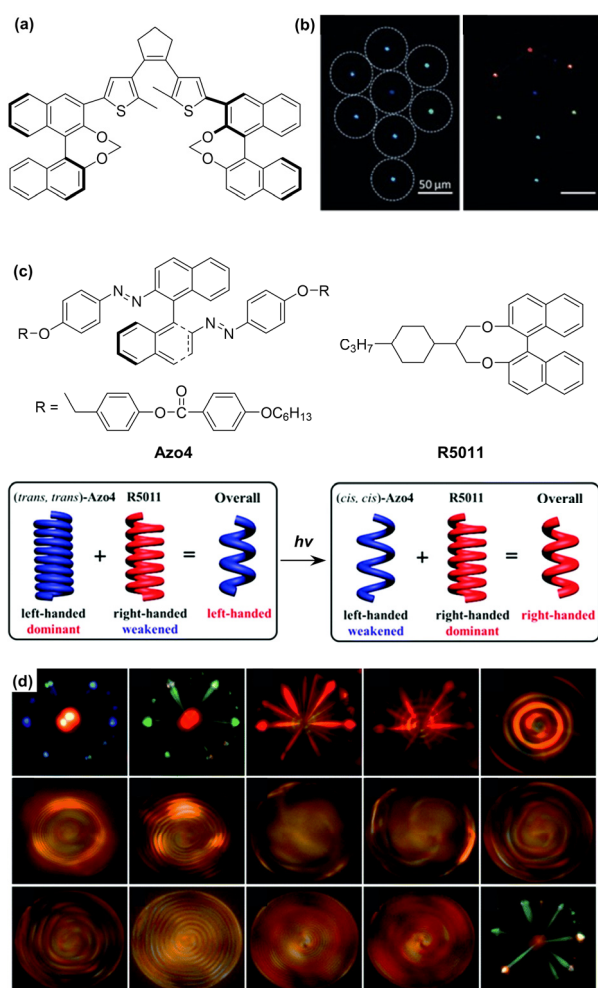 (a)
(b)
S
S
O
O
O
O
50 µm
(c)
N
N
O–R
N
N
R–O
O
C3H7
O
R =
O
OC6H13
O
Azo4
R5011
(trans, trans)-Azo4 R5011 Overall
+ =
left-handed right-handed left-handed
dominant weakened
hν
(cis, cis)-Azo4 R5011 Overall
+ =
left-handed right-handed right-handed
weakened dominant
(d)